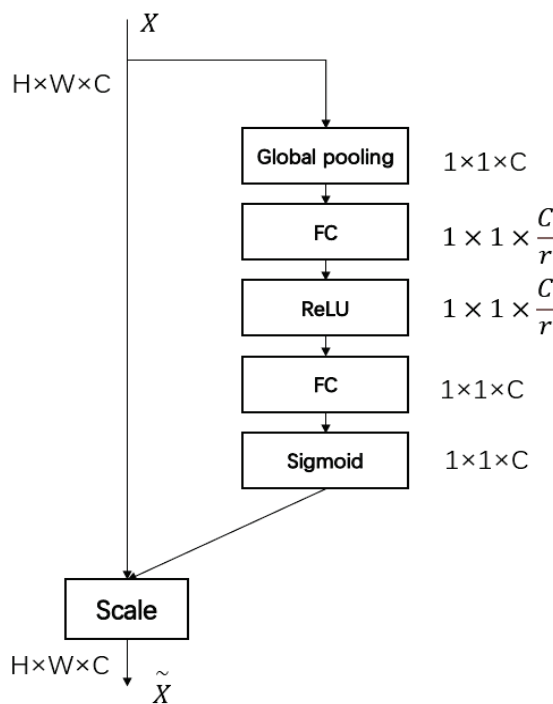 X
H×W×C
Global pooling
1×1×C
FC
1 × 1 × C/r
ReLU
1 × 1 × C/r
FC
1×1×C
Sigmoid
1×1×C
Scale
H×W×C
X̃